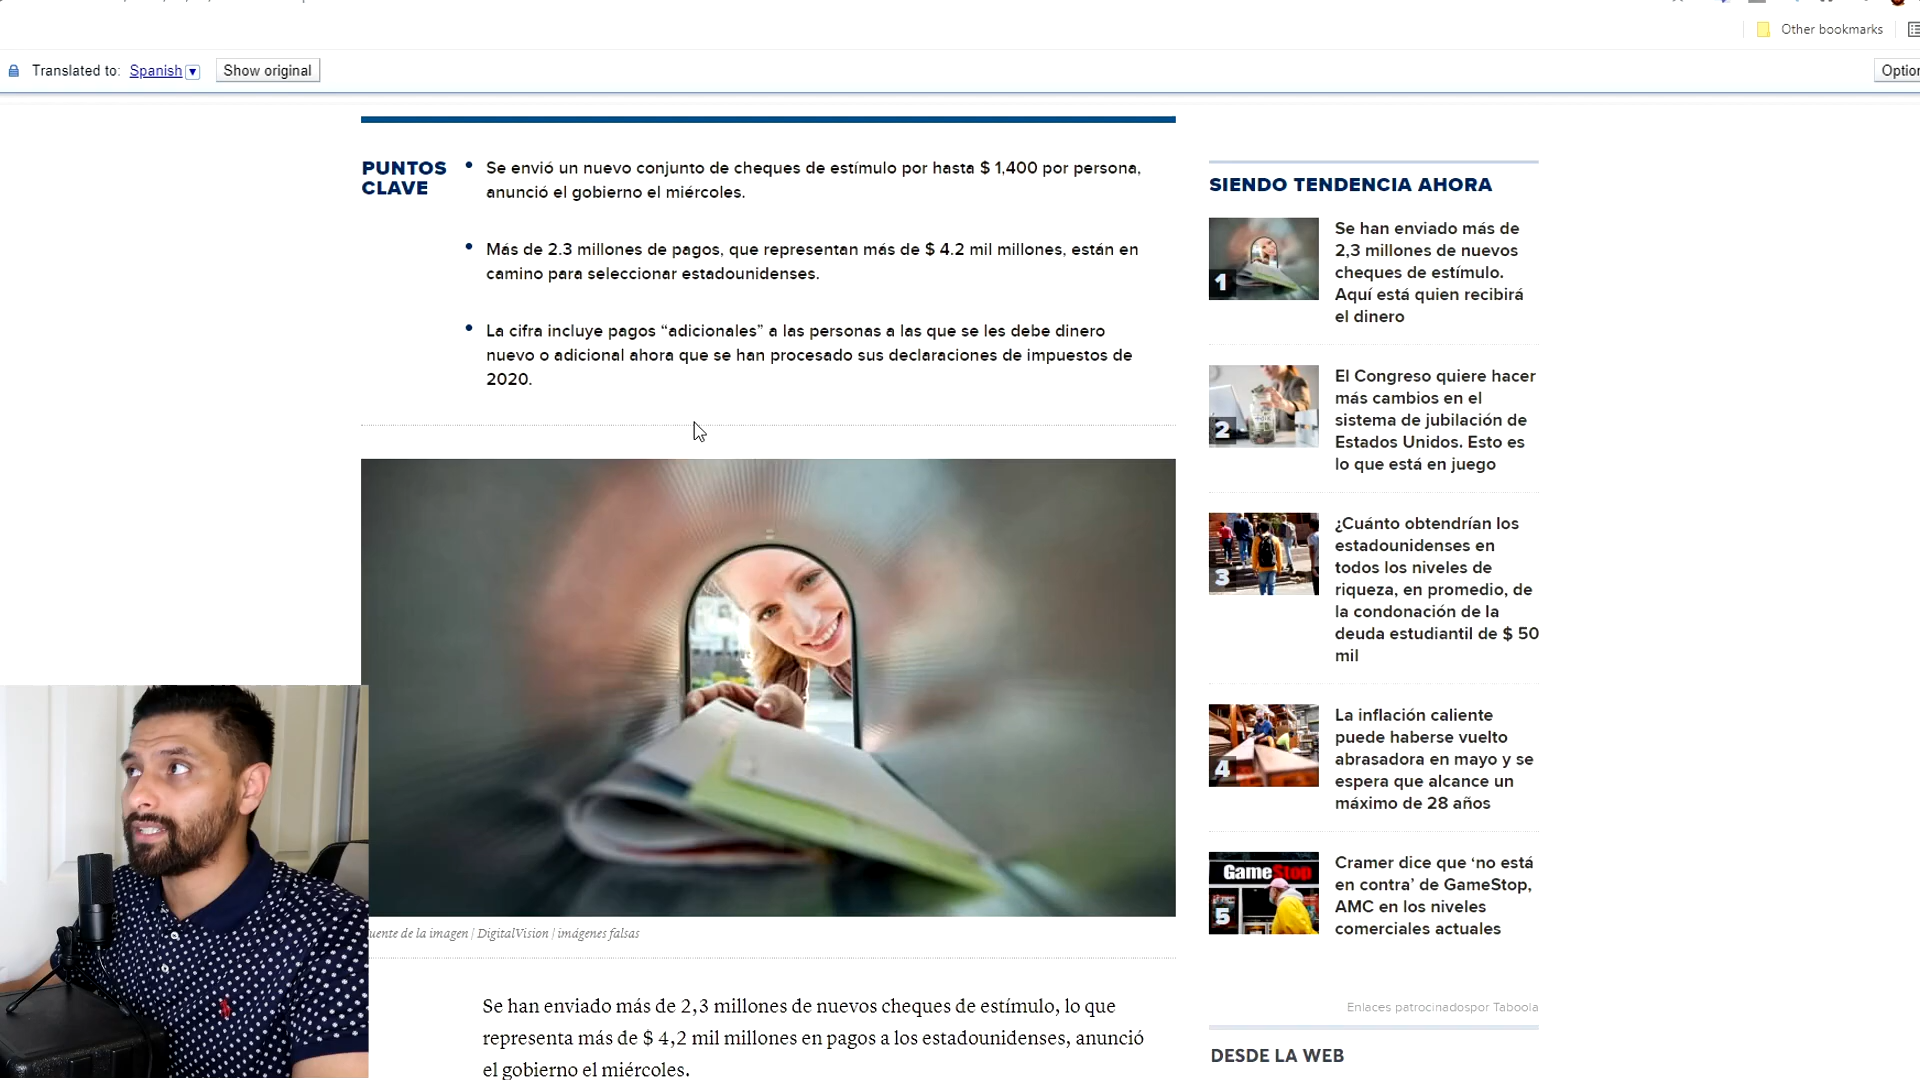 Other bookmarks
Translated to: Spanish
Show original
PUNTOS
CLAVE
Se envió un nuevo conjunto de cheques de estímulo por hasta $ 1,400 por persona,
anunció el gobierno el miércoles.
Más de 2.3 millones de pagos, que representan más de $ 4.2 mil millones, están en
camino para seleccionar estadounidenses.
La cifra incluye pagos “adicionales” a las personas a las que se les debe dinero
nuevo o adicional ahora que se han procesado sus declaraciones de impuestos de
2020.
de la imagen | DigitalVision | imágenes falsas
Se han enviado más de 2,3 millones de nuevos cheques de estímulo, lo que
representa más de $ 4,2 mil millones en pagos a los estadounidenses, anunció
el gobierno el miércoles.
SIENDO TENDENCIA AHORA
1
Se han enviado más de
2,3 millones de nuevos
cheques de estímulo.
Aquí está quien recibirá
el dinero
2
El Congreso quiere hacer
más cambios en el
sistema de jubilación de
Estados Unidos. Esto es
lo que está en juego
3
¿Cuánto obtendrían los
estadounidenses en
todos los niveles de
riqueza, en promedio, de
la condonación de la
deuda estudiantil de $ 50
mil
4
La inflación caliente
puede haberse vuelto
abrasadora en mayo y se
espera que alcance un
máximo de 28 años
GameStop
5
Cramer dice que ‘no está
en contra’ de GameStop,
AMC en los niveles
comerciales actuales
Enlaces patrocinadospor Taboola
DESDE LA WEB